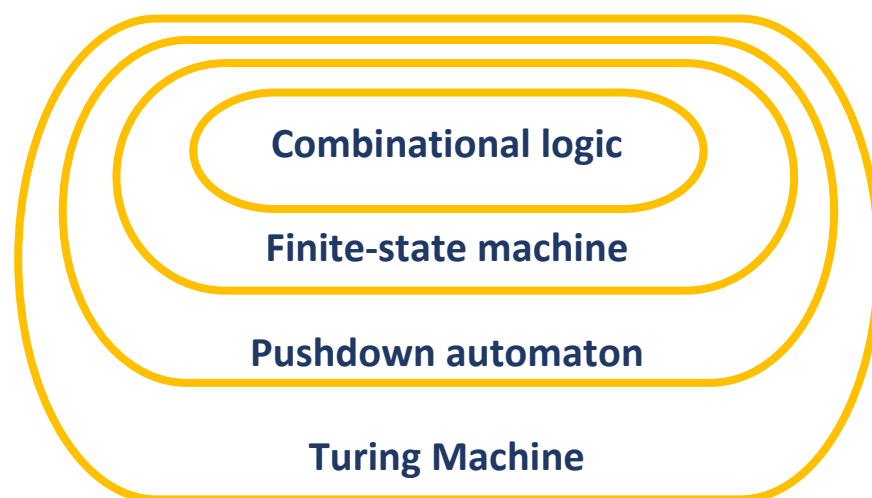 Combinational logic
Finite-state machine
Pushdown automaton
Turing Machine